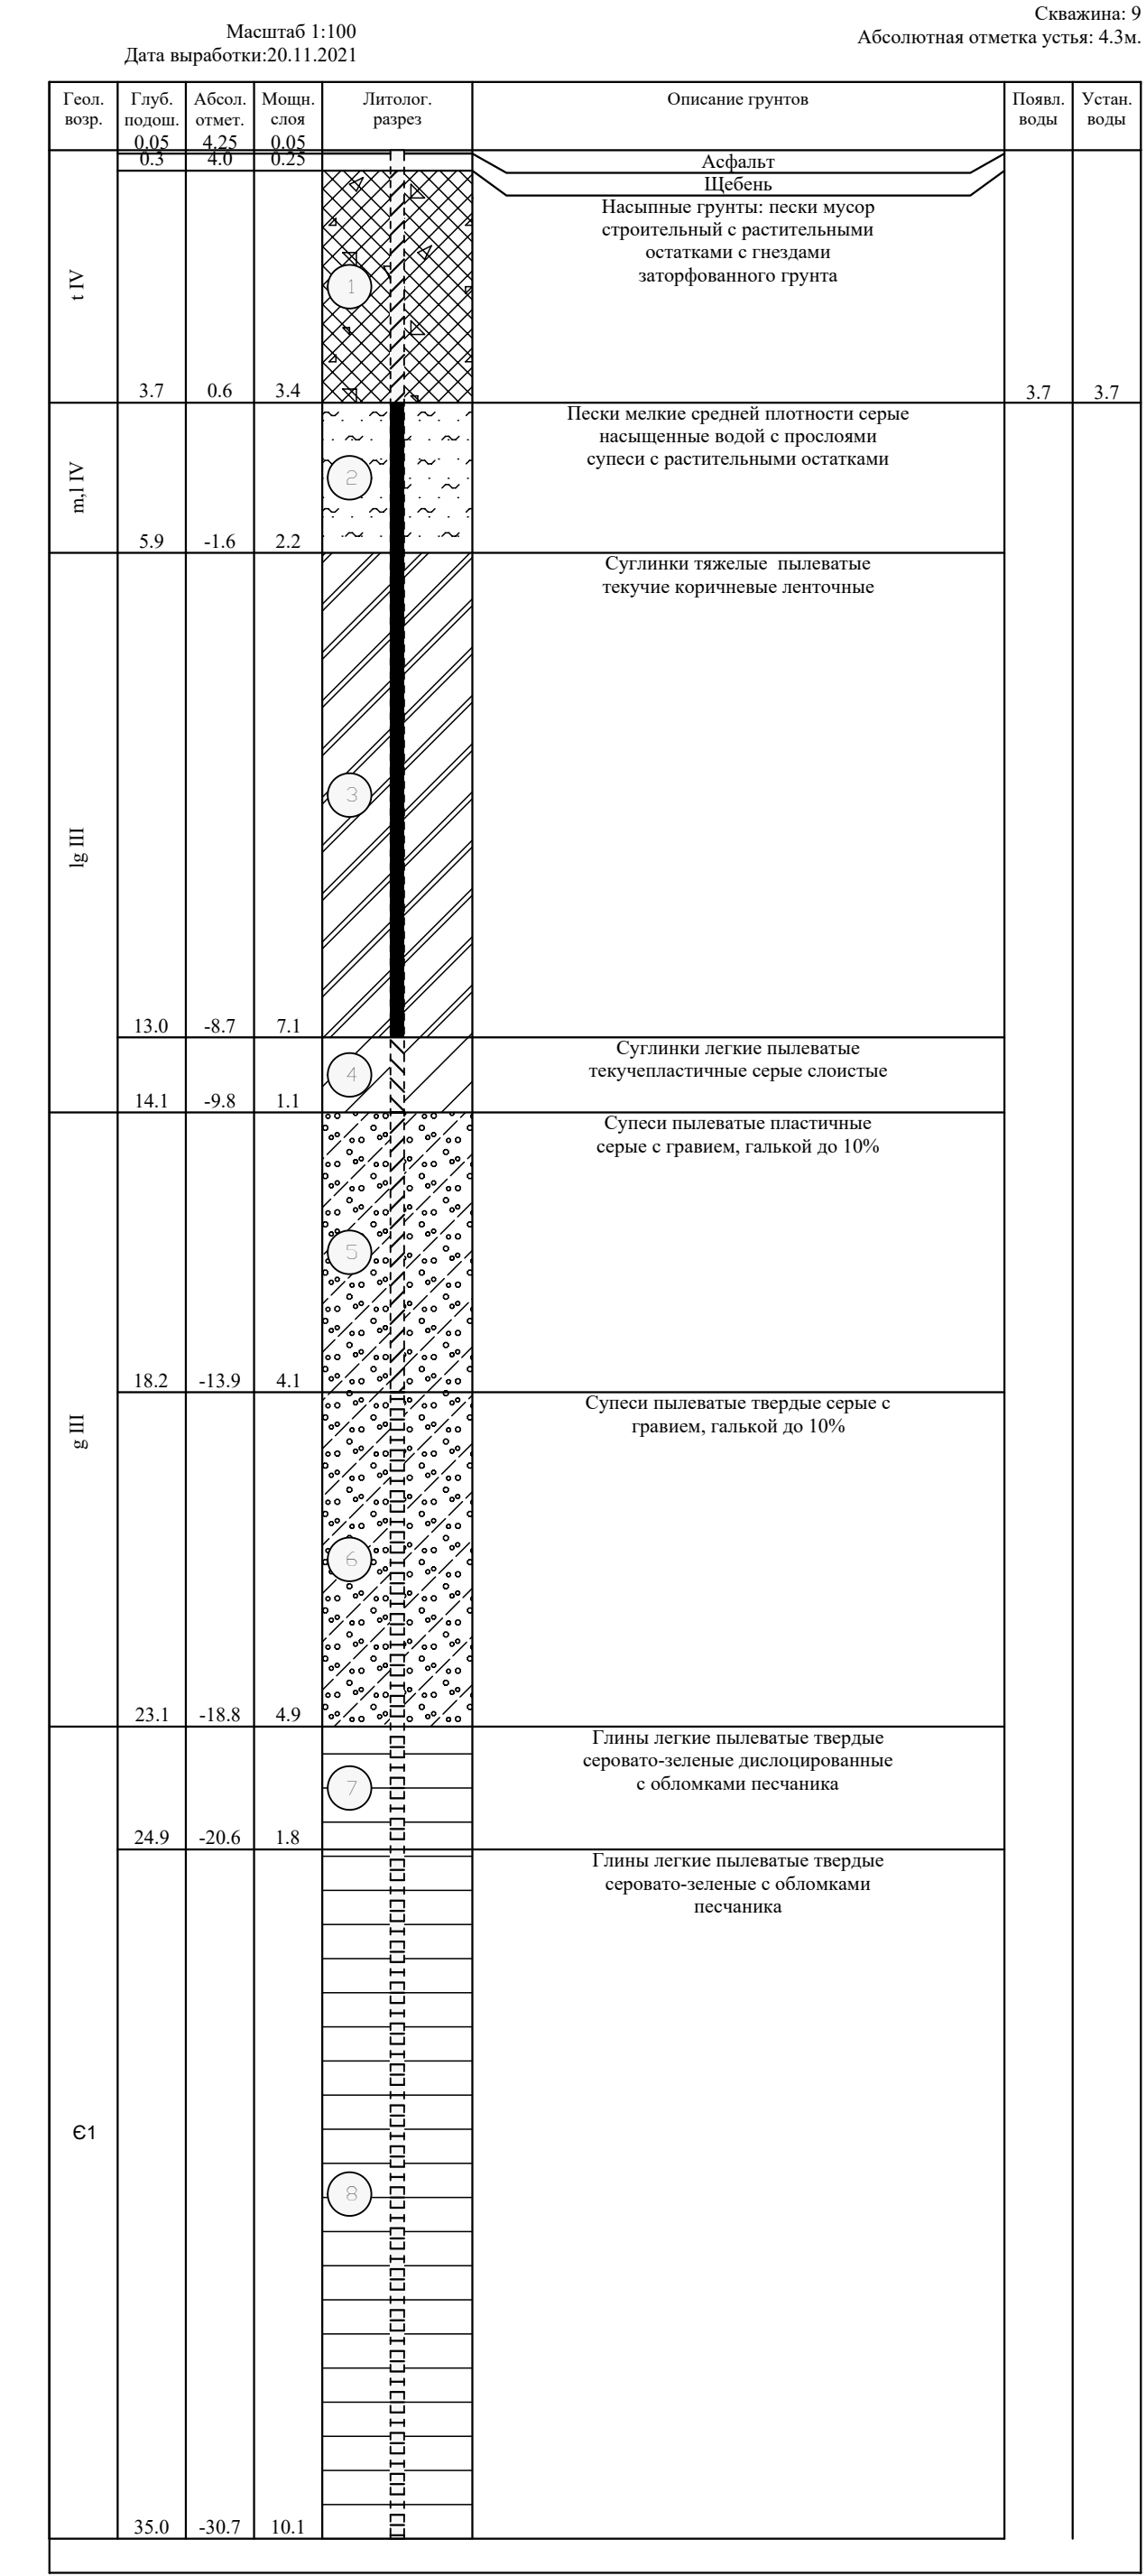 Скважина: 9
Масштаб 1:100
Абсолютная отметка устья: 4.3м.
Дата выработки:20.11.2021
Геол. возр.
Глуб. подош.
Абсол. отмет.
Мощн. слоя
Литолог. разрез
Описание грунтов
Появл. воды
Устан. воды
0.05 4.25 0.05
Асфальт
0.3 4.0 0.25
Щебень
t IV
1
Насыпные грунты: пески мусор
строительный с растительными
остатками с гнездами
заторфованного грунта
3.7 0.6 3.4 3.7 3.7
m,l IV
2
Пески мелкие средней плотности серые
насыщенные водой с прослоями
супеси с растительными остатками
5.9 -1.6 2.2
lg III
3
Суглинки тяжелые пылеватые
текучие коричневые ленточные
13.0 -8.7 7.1
4
Суглинки легкие пылеватые
текучепластичные серые слоистые
14.1 -9.8 1.1
g III
5
Супеси пылеватые пластичные
серые с гравием, галькой до 10%
18.2 -13.9 4.1
6
Супеси пылеватые твердые серые с
гравием, галькой до 10%
23.1 -18.8 4.9
Є1
7
Глины легкие пылеватые твердые
серовато-зеленые дислоцированные
с обломками песчаника
24.9 -20.6 1.8
8
Глины легкие пылеватые твердые
серовато-зеленые с обломками
песчаника
35.0 -30.7 10.1